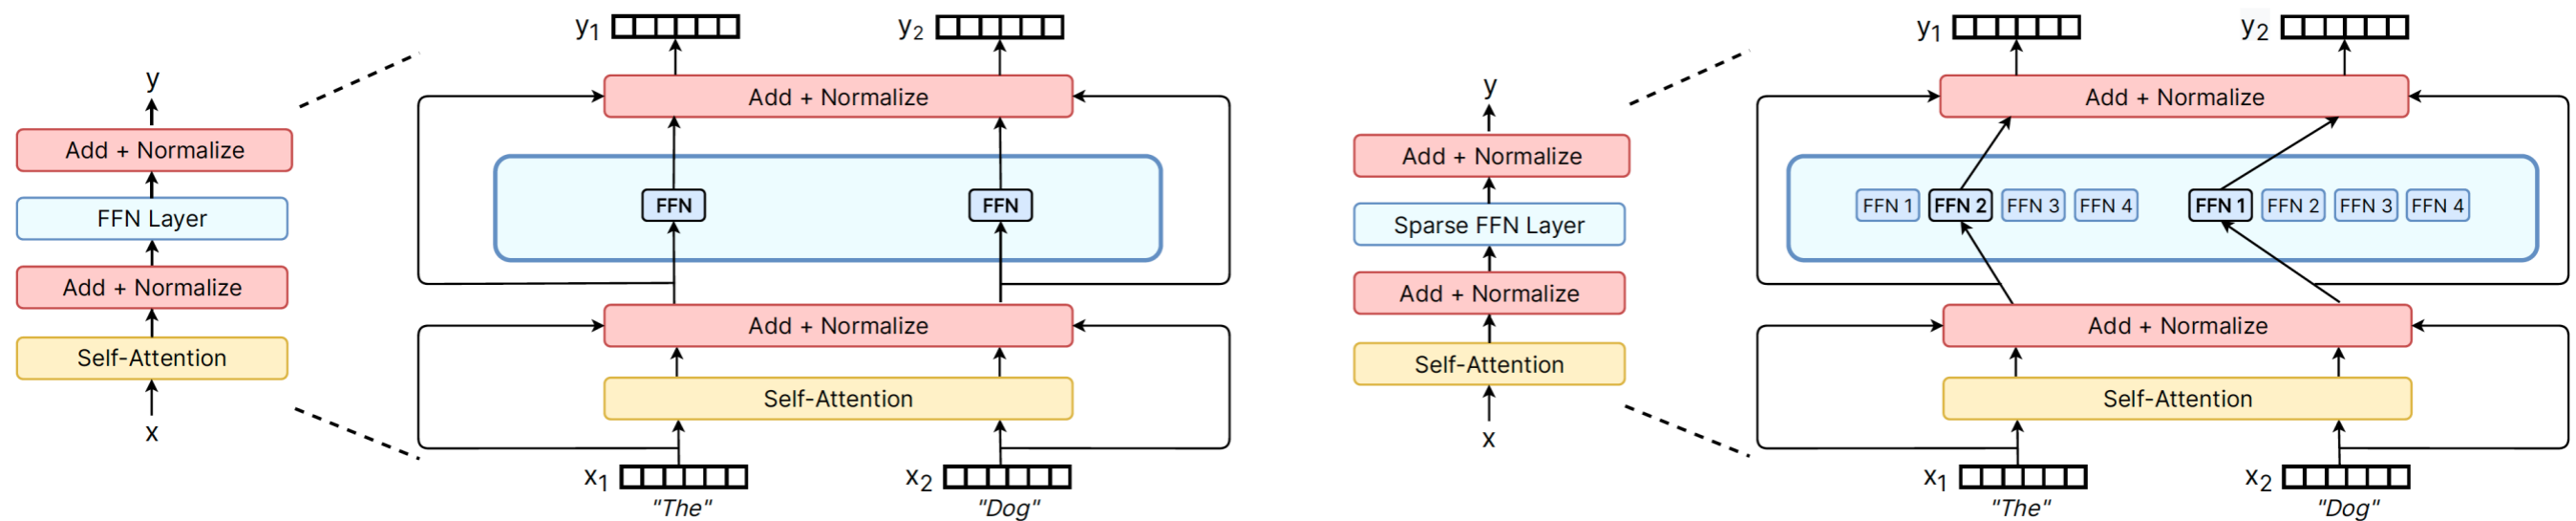 y
Add + Normalize
FFN Layer
Add + Normalize
Self-Attention
x
y1
y2
Add + Normalize
FFN
FFN
Add + Normalize
Self-Attention
x1
x2
"The"
"Dog"
y
Add + Normalize
Sparse FFN Layer
Add + Normalize
Self-Attention
x
y1
y2
Add + Normalize
FFN 1
FFN 2
FFN 3
FFN 4
FFN 1
FFN 2
FFN 3
FFN 4
Add + Normalize
Self-Attention
x1
x2
"The"
"Dog"